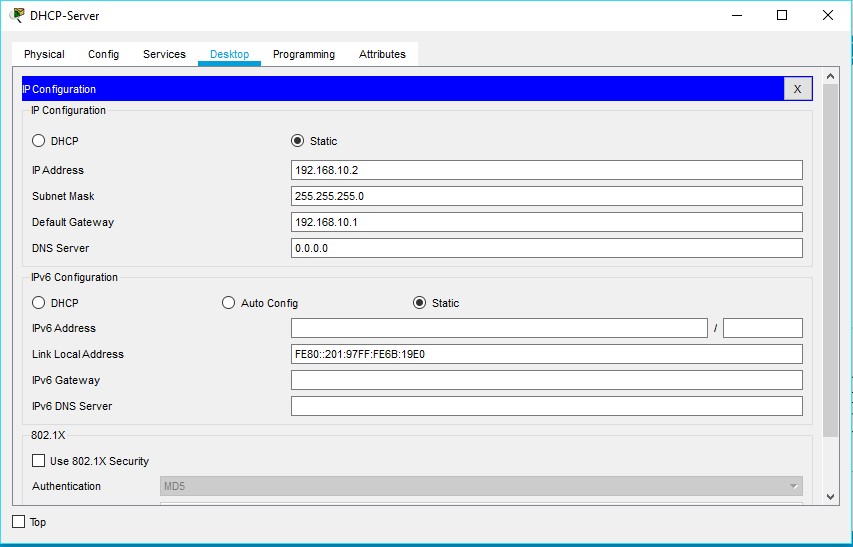 DHCP-Server
Physical Config Services Desktop Programming Attributes
IP Configuration X
IP Configuration
DHCP Static
IP Address 192.168.10.2
Subnet Mask 255.255.255.0
Default Gateway 192.168.10.1
DNS Server 0.0.0.0
IPv6 Configuration
DHCP Auto Config Static
IPv6 Address /
Link Local Address FE80::201:97FF:FE6B:19E0
IPv6 Gateway
IPv6 DNS Server
802.1X
Use 802.1X Security
Authentication MD5
Top